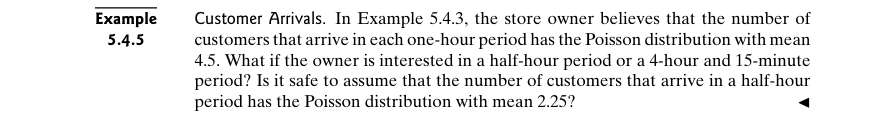 Example Customer Arrivals. In Example 5.4.3, the store owner believes that the number of
5.4.5 customers that arrive in each one-hour period has the Poisson distribution with mean
4.5. What if the owner is interested in a half-hour period or a 4-hour and 15-minute
period? Is it safe to assume that the number of customers that arrive in a half-hour
period has the Poisson distribution with mean 2.25? ◄